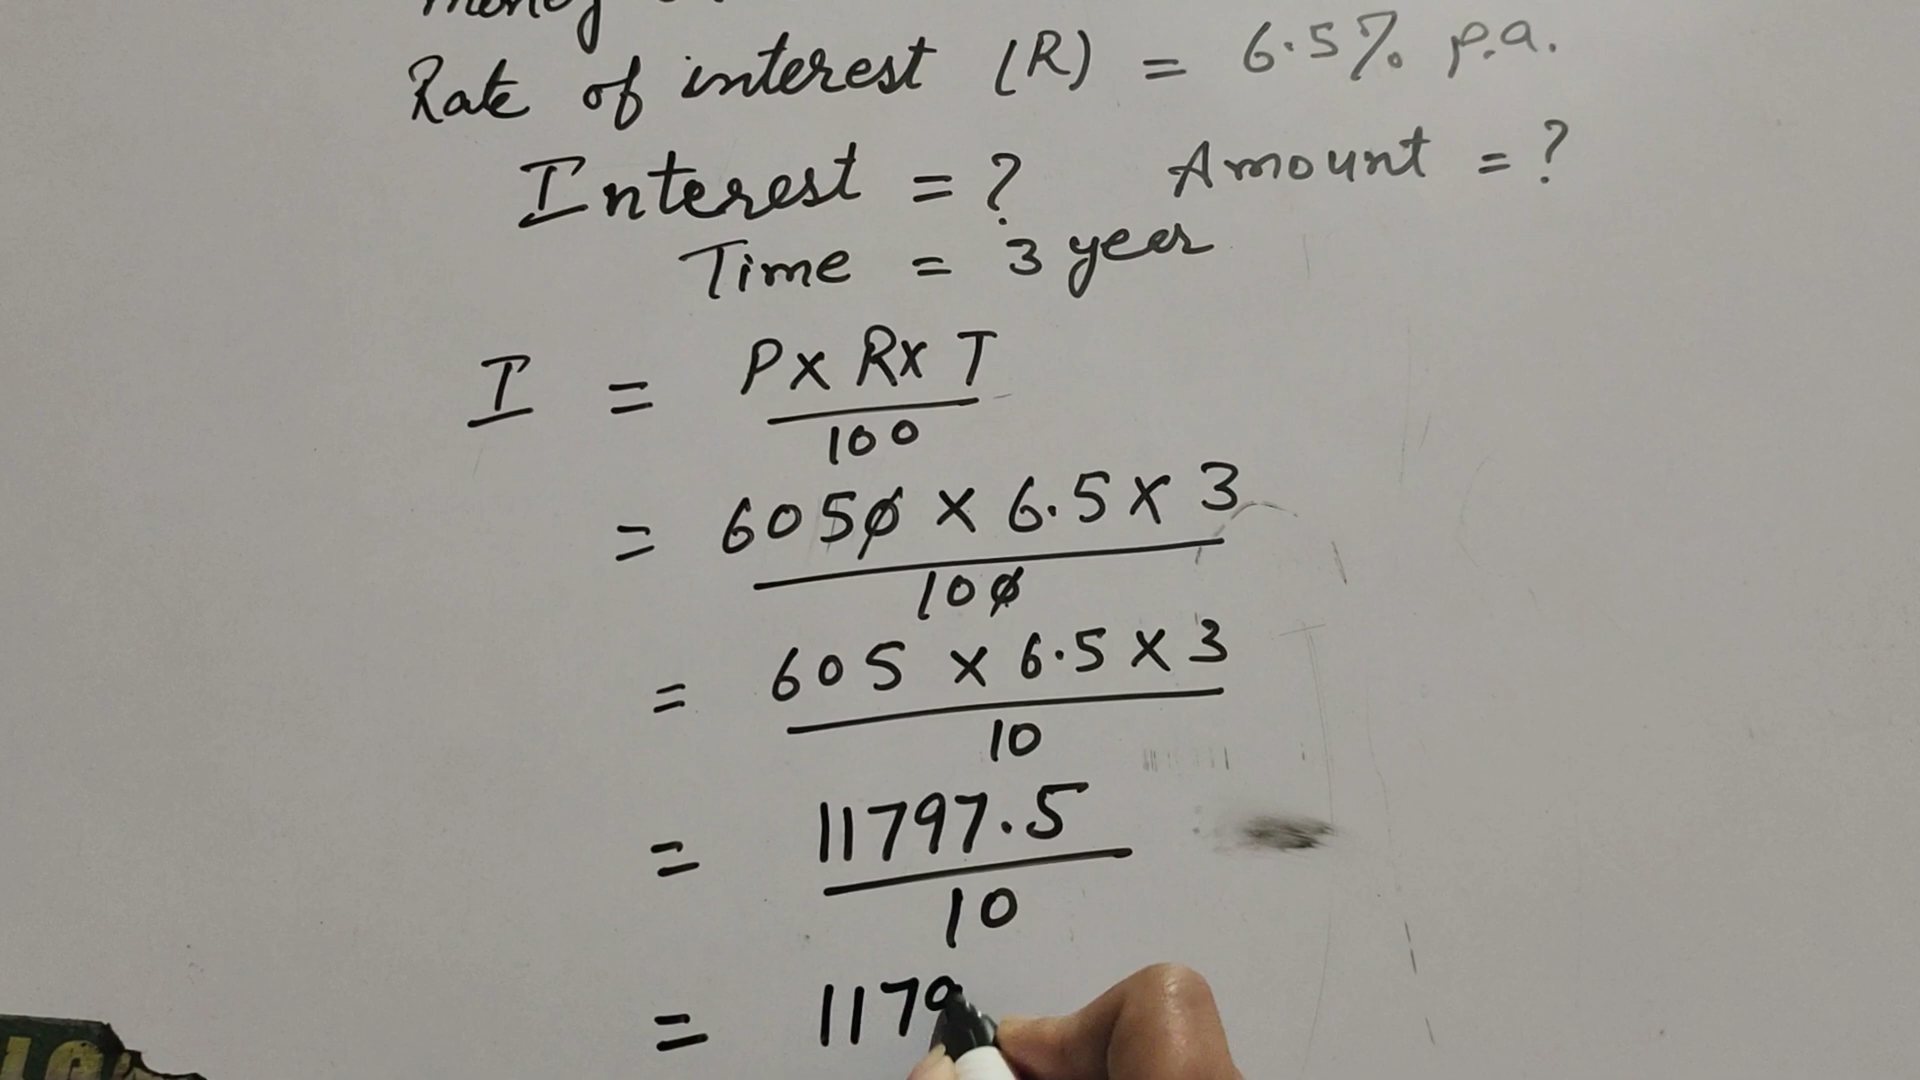 money
Rate of interest (R) = 6.5% p.a.
Interest = ? Amount = ?
Time = 3 year
I = P x R x T
100
= 6050 x 6.5 x 3
100
= 605 x 6.5 x 3
10
= 11797.5
10
= 1179